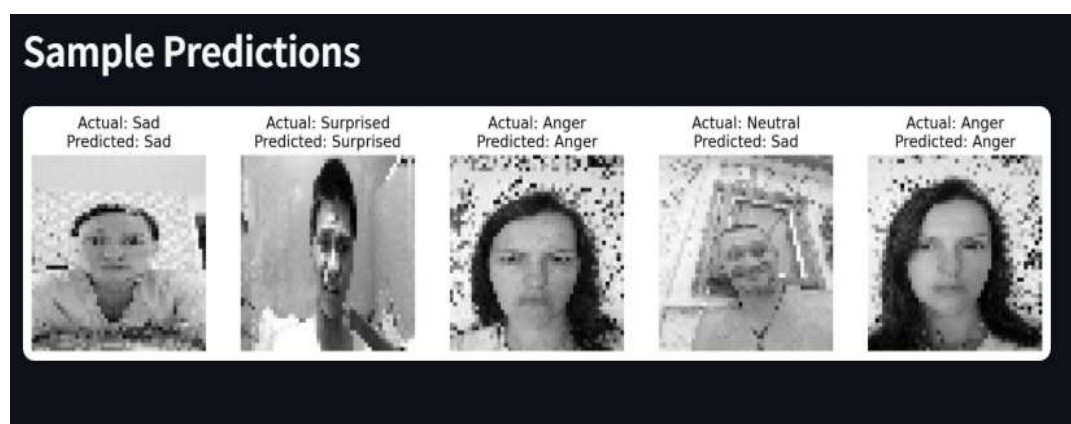 Sample Predictions
Actual: Sad
Predicted: Sad
Actual: Surprised
Predicted: Surprised
Actual: Anger
Predicted: Anger
Actual: Neutral
Predicted: Sad
Actual: Anger
Predicted: Anger